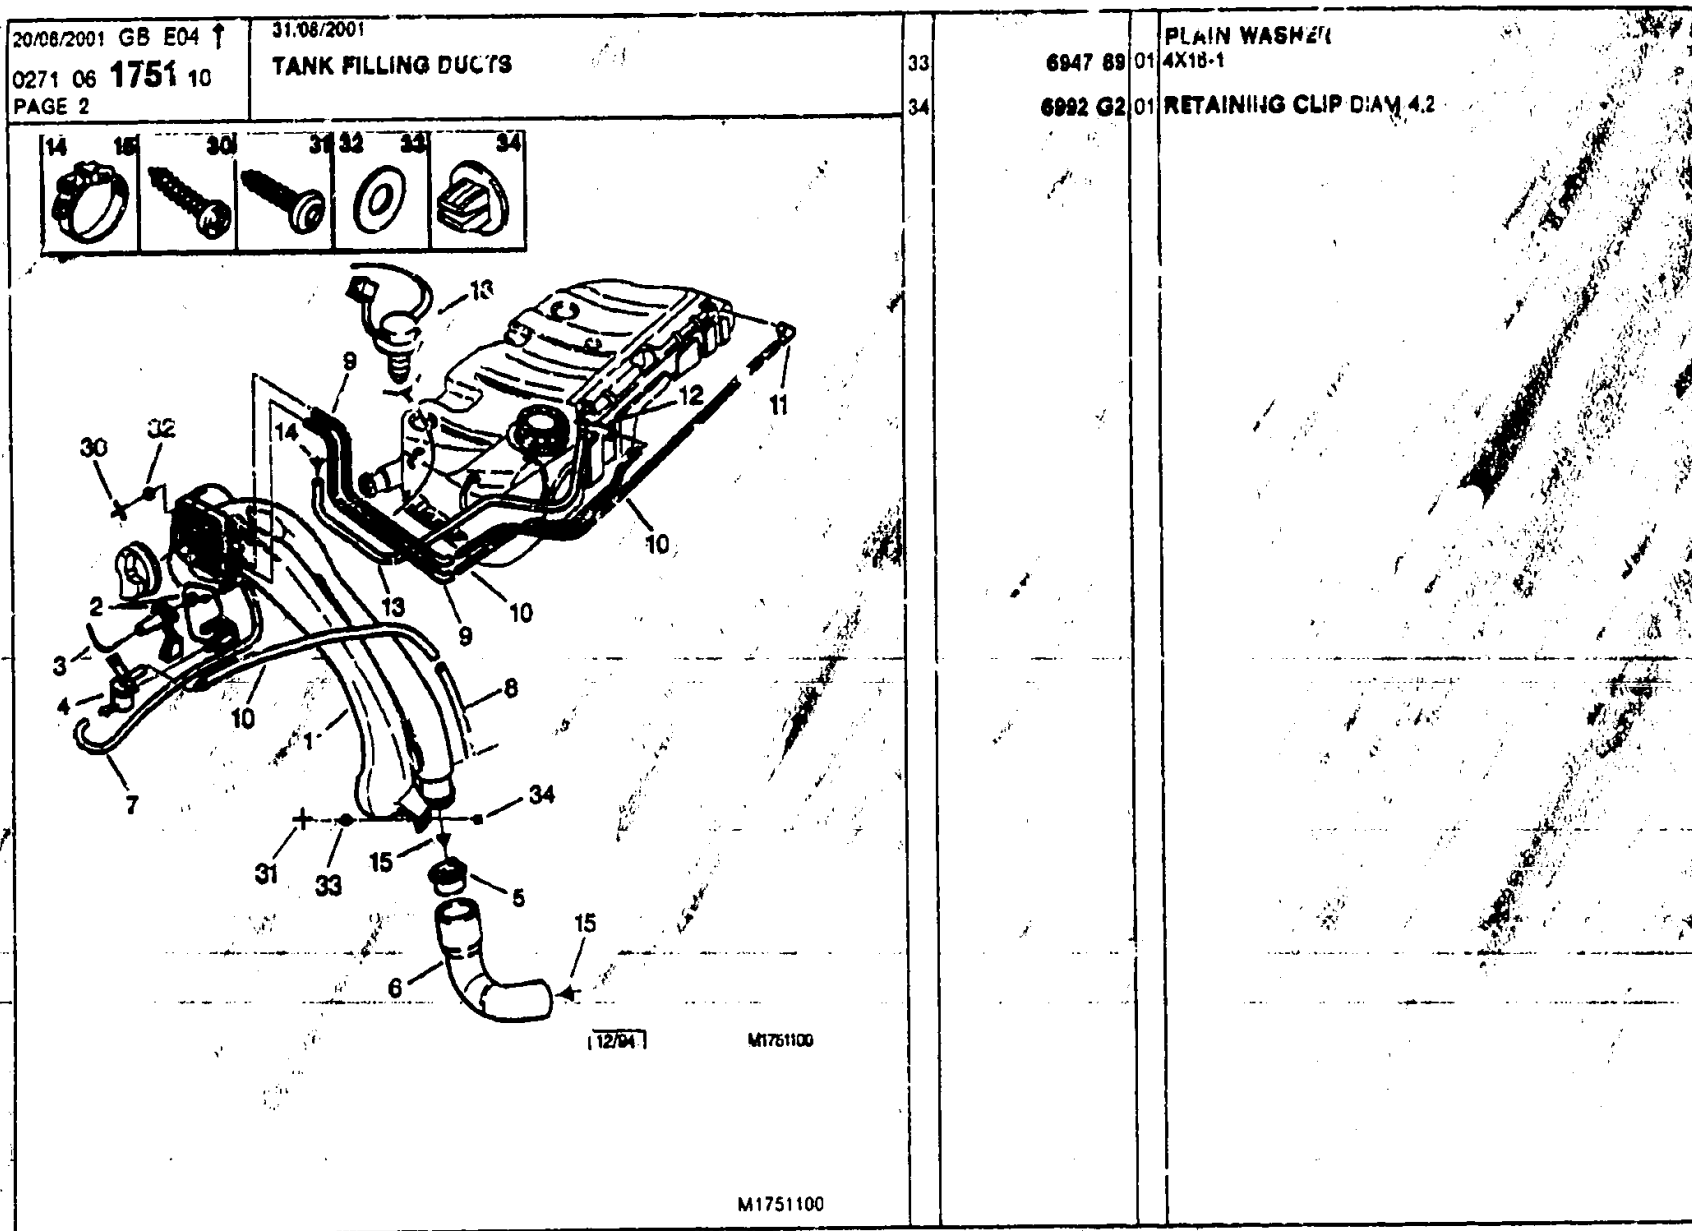 20/08/2001 GB E04 ↑
0271 06 1751 10
PAGE 2
31/08/2001
TANK FILLING DUCTS
33 6947 89 01 PLAIN WASHER
4X16-1
34 6992 G2 01 RETAINING CLIP DIAM 4,2
14 15 30 31 32 33 34
13
9
12
11
32
30
14
10
2
13
10
9
3
8
4
10
1
7
34
31
33
15
5
15
6
12/94
M1751100
M1751100